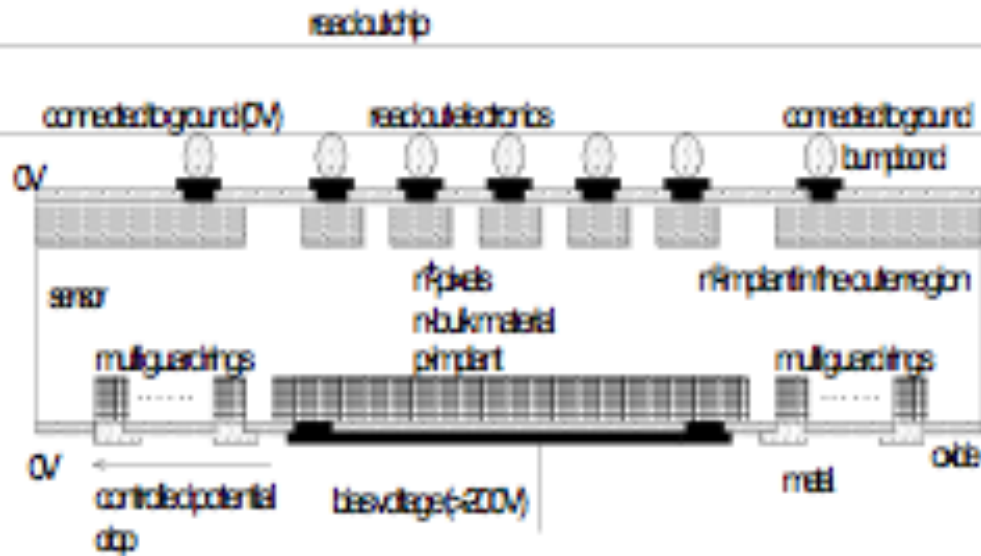 readout chip
connected to ground (0V)
readout electronics
connected to ground
bump bond
0V
n+ pixels
n+ implant in the outer region
sensor
n-bulk material
multi guard rings
p-implant
multi guard rings
0V
oxide
controlled potential
drop
bias voltage (>200V)
metal